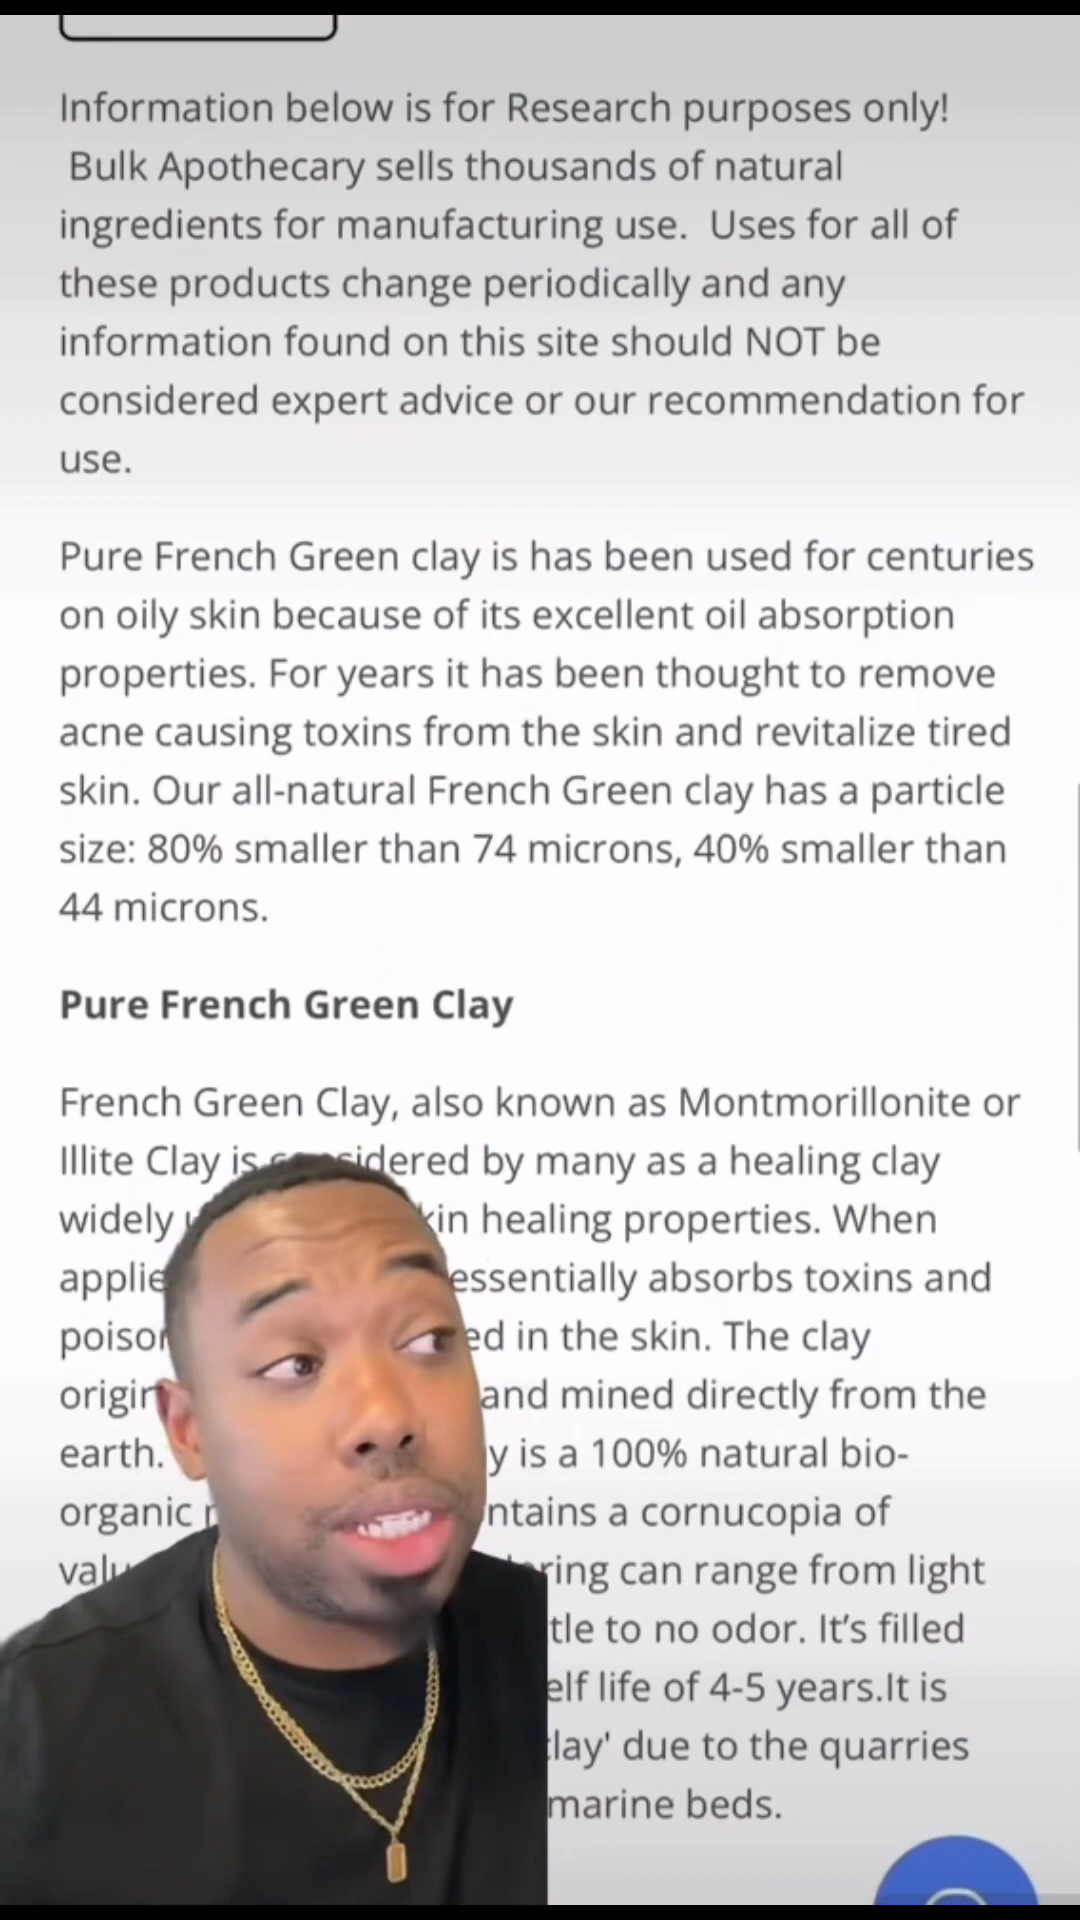 Information below is for Research purposes only!
Bulk Apothecary sells thousands of natural
ingredients for manufacturing use. Uses for all of
these products change periodically and any
information found on this site should NOT be
considered expert advice or our recommendation for
use.
Pure French Green clay is has been used for centuries
on oily skin because of its excellent oil absorption
properties. For years it has been thought to remove
acne causing toxins from the skin and revitalize tired
skin. Our all-natural French Green clay has a particle
size: 80% smaller than 74 microns, 40% smaller than
44 microns.
Pure French Green Clay
French Green Clay, also known as Montmorillonite or
Illite Clay is considered by many as a healing clay
widely healing properties. When
essentially absorbs toxins and
in the skin. The clay
and mined directly from the
earth. is a 100% natural bio-
organic a cornucopia of
can range from light
to no odor. It's filled
life of 4-5 years.It is
due to the quarries
marine beds.